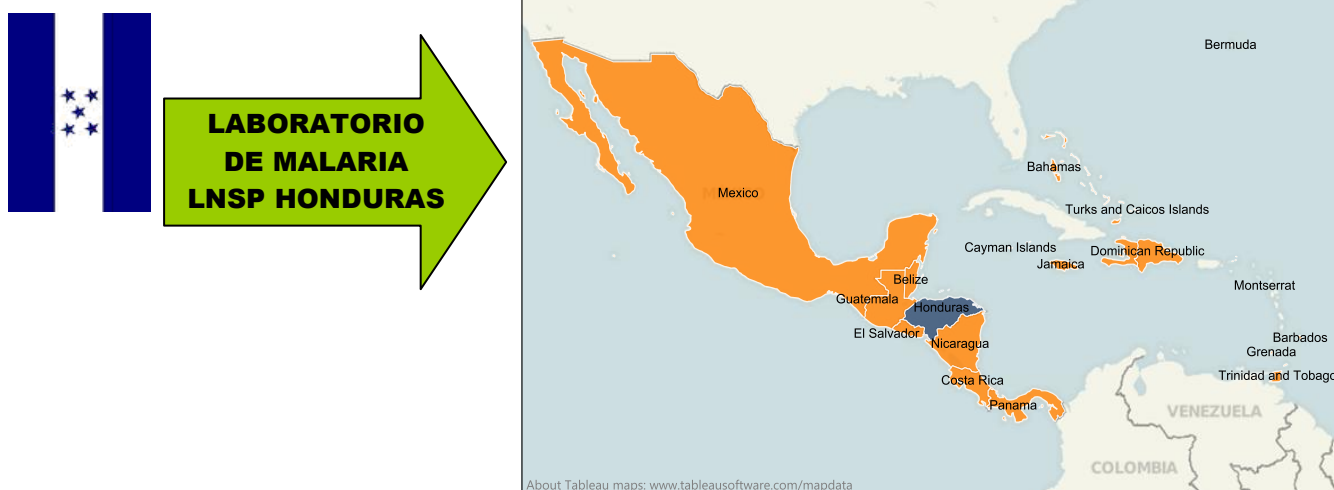 LABORATORIO
DE MALARIA
LNSP HONDURAS
Bermuda
Bahamas
Mexico
Turks and Caicos Islands
Cayman Islands
Dominican Republic
Jamaica
Belize
Montserrat
Guatemala
Honduras
El Salvador
Nicaragua
Barbados
Grenada
Costa Rica
Trinidad and Tobago
Panama
VENEZUELA
COLOMBIA
About Tableau maps: www.tableausoftware.com/mapdata